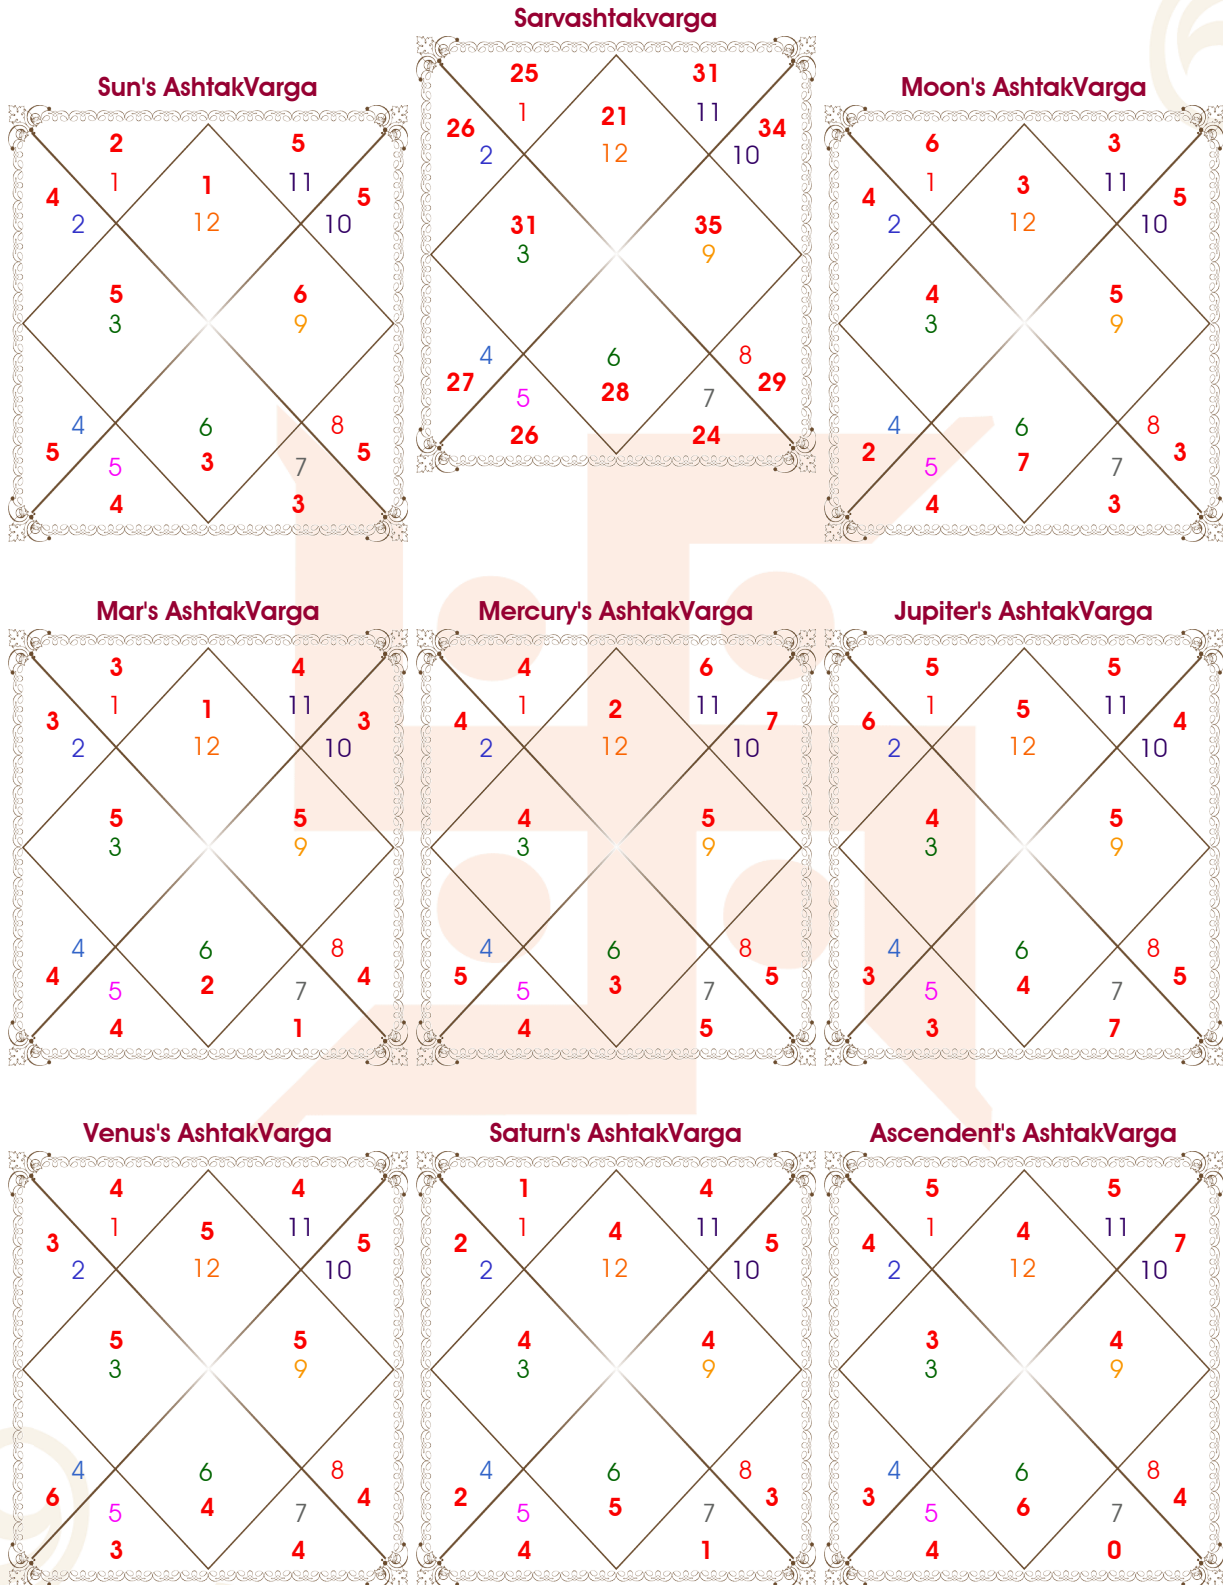 Sarvashtakvarga
25 31
1 21 11
26 34
2 12 10
31 35
3 9
4 6 8
27 28 29
5 7
26 24
Sun's AshtakVarga
2 5
1 1 11
4 5
2 12 10
5 6
3 9
4 6 8
5 3 5
5 7
4 3
Moon's AshtakVarga
6 3
1 3 11
4 5
2 12 10
4 5
3 9
4 6 8
2 7 3
5 7
4 3
Mar's AshtakVarga
3 4
1 1 11
3 3
2 12 10
5 5
3 9
4 6 8
4 2 4
5 7
4 1
Mercury's AshtakVarga
4 6
1 2 11
4 7
2 12 10
4 5
3 9
4 6 8
5 3 5
5 7
4 5
Jupiter's AshtakVarga
5 5
1 5 11
6 4
2 12 10
4 5
3 9
4 6 8
3 4 5
5 7
3 7
Venus's AshtakVarga
4 4
1 5 11
3 5
2 12 10
5 5
3 9
4 6 8
6 4 4
5 7
3 4
Saturn's AshtakVarga
1 4
1 4 11
2 5
2 12 10
4 4
3 9
4 6 8
2 5 3
5 7
4 1
Ascendent's AshtakVarga
5 5
1 4 11
4 7
2 12 10
3 4
3 9
4 6 8
3 6 4
5 7
4 0